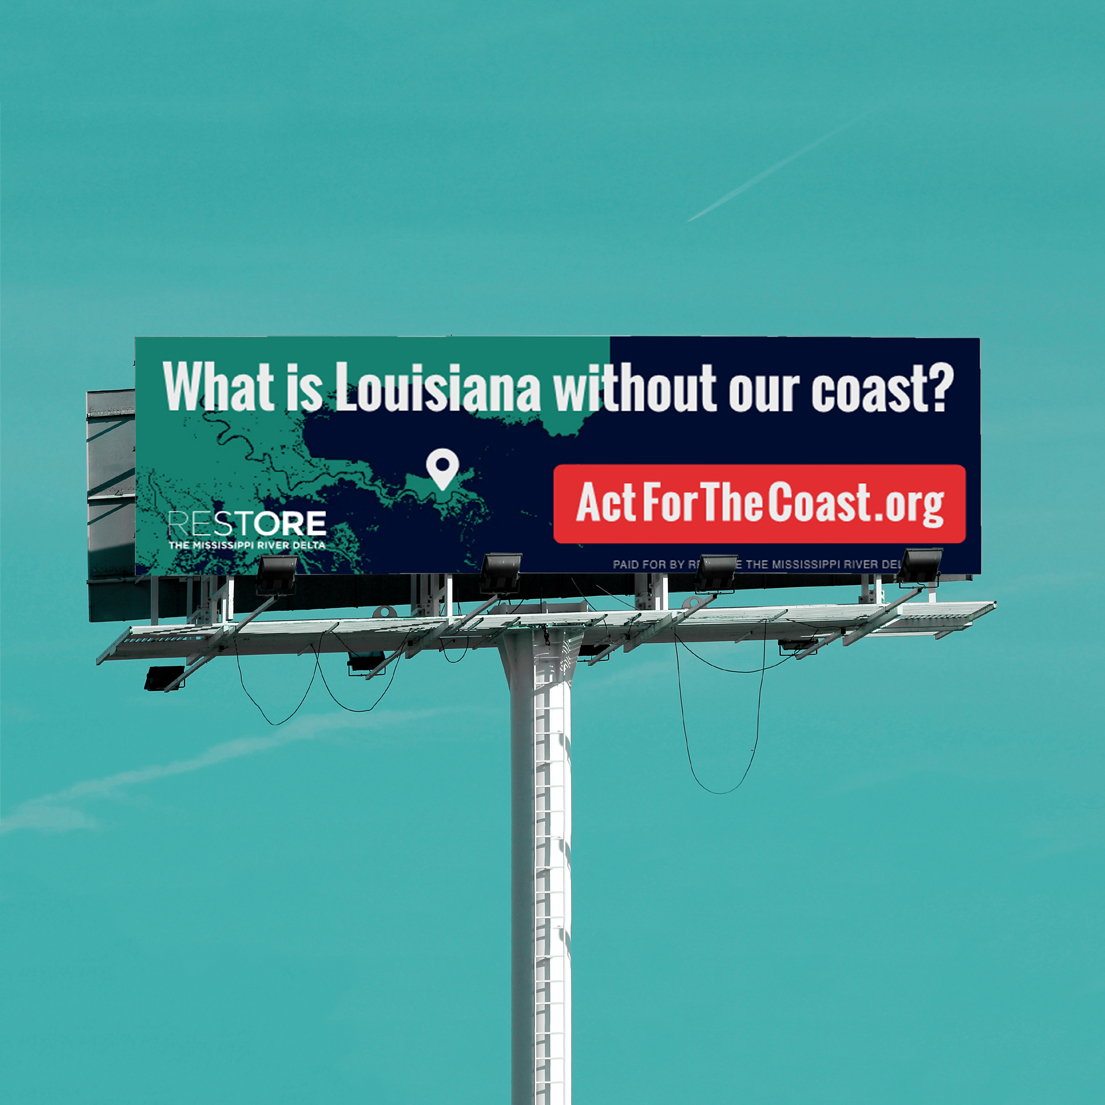 What is Louisiana without our coast?
ActForTheCoast.org
RESTORE
THE MISSISSIPPI RIVER DELTA
PAID FOR BY THE MISSISSIPPI RIVER